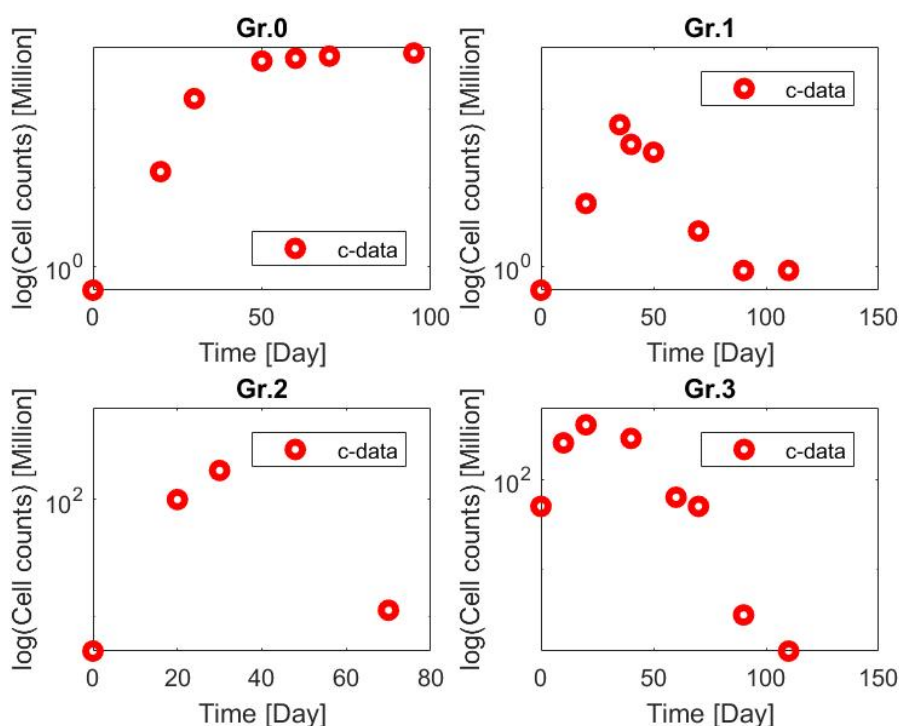 Gr.0
log(Cell counts) [Million]
10^0
c-data
0 50 100
Time [Day]
Gr.1
log(Cell counts) [Million]
10^0
c-data
0 50 100 150
Time [Day]
Gr.2
log(Cell counts) [Million]
10^2
c-data
0 20 40 60 80
Time [Day]
Gr.3
log(Cell counts) [Million]
10^2
c-data
0 50 100 150
Time [Day]